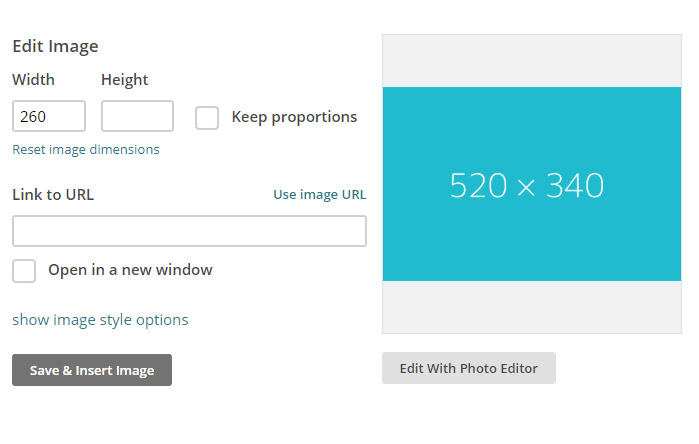 Edit Image
Width Height
260 Keep proportions
Reset image dimensions
Link to URL Use image URL
Open in a new window
show image style options
Save & Insert Image
520 × 340
Edit With Photo Editor